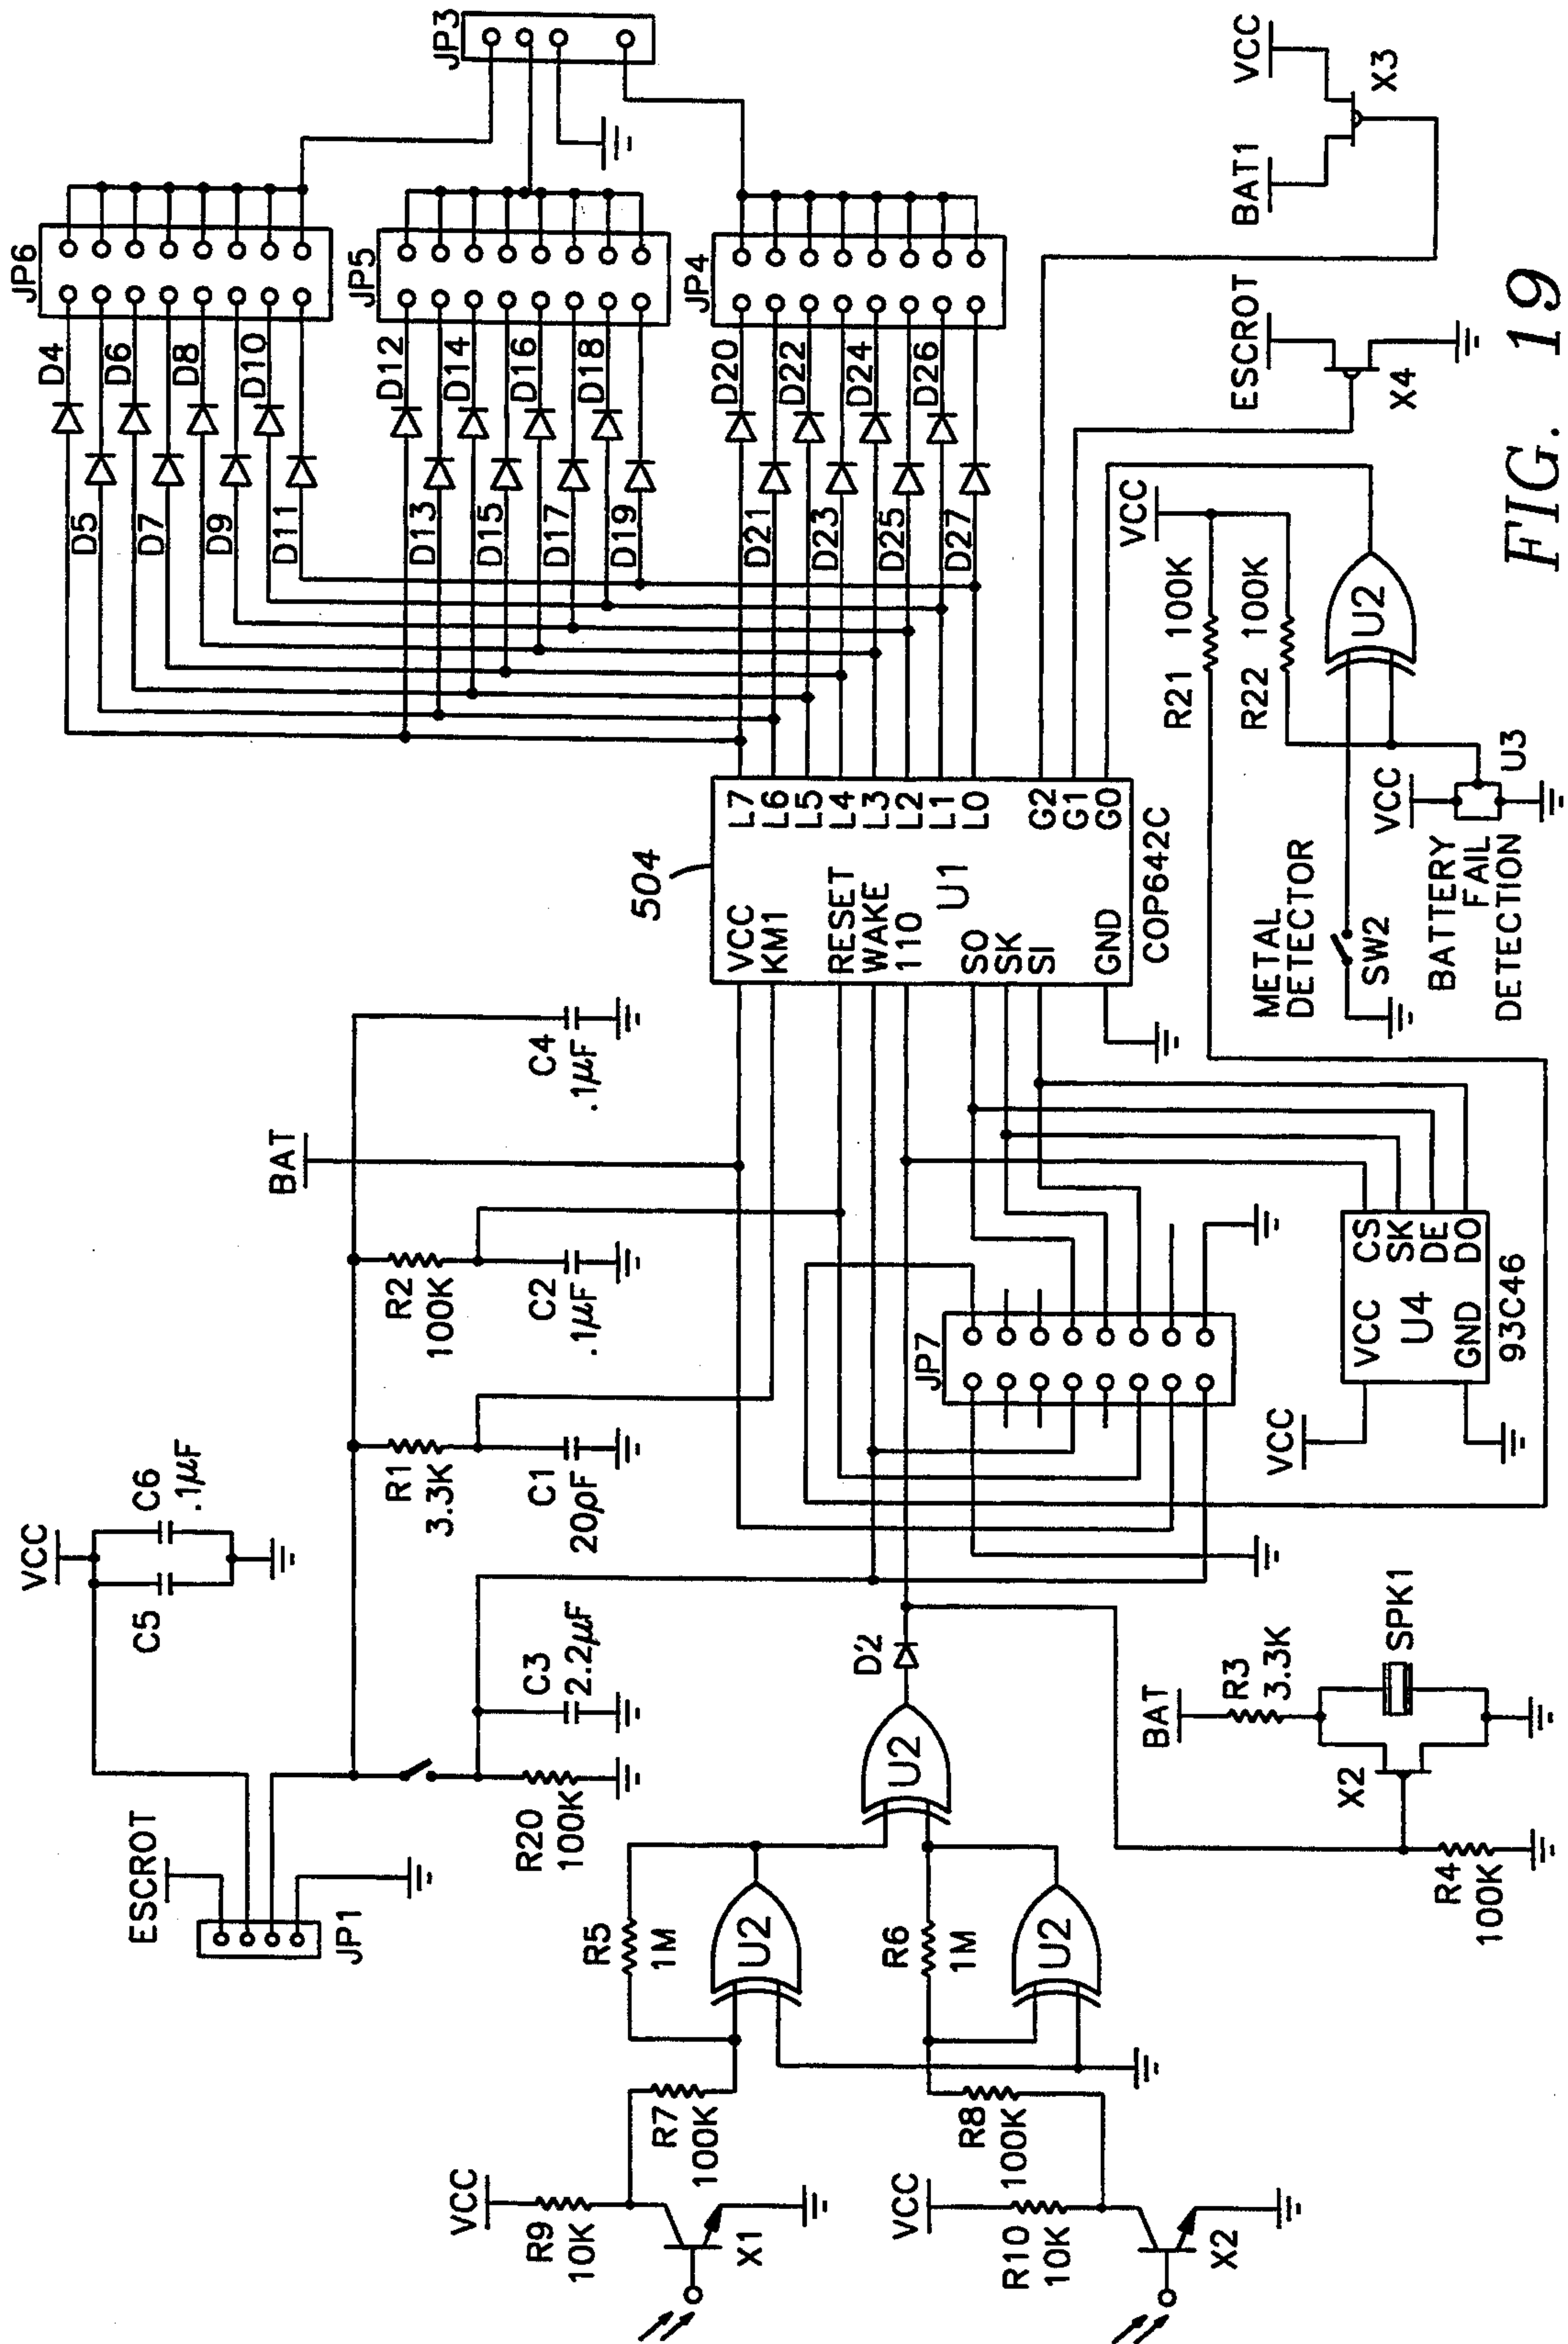 JP3
JP6
D4
D5
D6
D7
D8
D9
D10
D11
JP5
D12
D13
D14
D15
D16
D17
D18
D19
JP4
D20
D21
D22
D23
D24
D25
D26
D27
VCC
BAT1
X3
ESCROT
X4
504
VCC
KM1
RESET
WAKE
110
SO
SK
SI
GND
U1
L7
L6
L5
L4
L3
L2
L1
L0
G2
G1
G0
COP642C
VCC
R21 100K
R22 100K
U2
METAL
DETECTOR
SW2
VCC
U3
BATTERY
FAIL
DETECTION
BAT
C4
.1μF
R2
100K
C2
.1μF
R1
3.3K
C1
20pF
VCC
C6
.1μF
C5
C3
2.2μF
R20
100K
ESCROT
JP1
JP7
VCC
VCC
GND
U4
CS
SK
DE
DO
93C46
D2
U2
R5
1M
U2
R6
1M
U2
R7
100K
R8
100K
VCC
R9
10K
X1
VCC
R10
10K
X2
BAT
R3
3.3K
SPK1
X2
R4
100K
FIG. 19